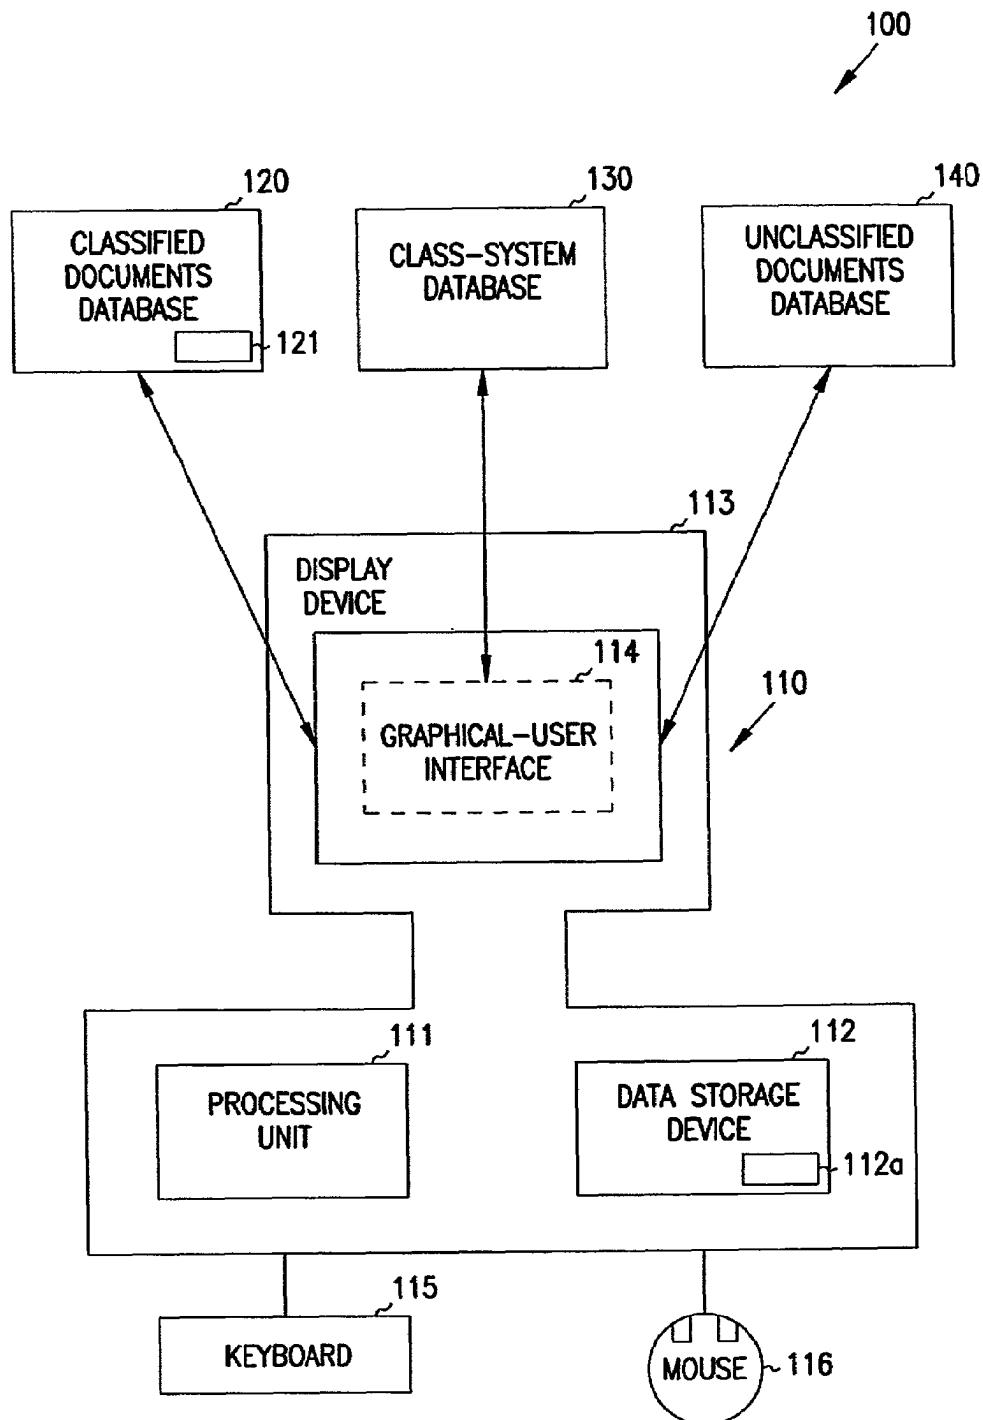 100
120
130
140
CLASSIFIED
DOCUMENTS
DATABASE
121
CLASS-SYSTEM
DATABASE
UNCLASSIFIED
DOCUMENTS
DATABASE
113
DISPLAY
DEVICE
114
GRAPHICAL-USER
INTERFACE
110
111
PROCESSING
UNIT
112
DATA STORAGE
DEVICE
112a
115
KEYBOARD
MOUSE
116